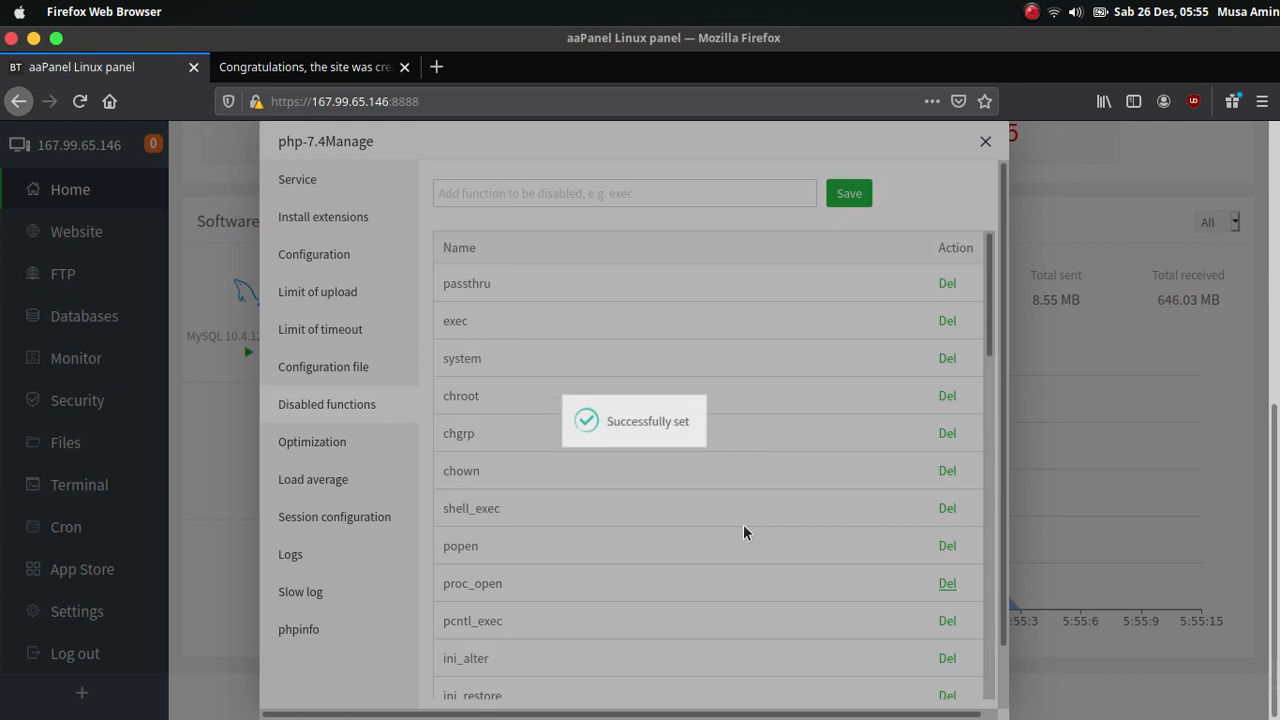 Firefox Web Browser
Sab 26 Des, 05:55 Musa Amin
aaPanel Linux panel — Mozilla Firefox
BT aaPanel Linux panel
Congratulations, the site was cre
https://167.99.65.146:8888
167.99.65.146 0
Home
Website
FTP
Databases
Monitor
Security
Files
Terminal
Cron
App Store
Settings
Log out
Software
MySQL 10.4.12
php-7.4Manage
Service
Install extensions
Configuration
Limit of upload
Limit of timeout
Configuration file
Disabled functions
Optimization
Load average
Session configuration
Logs
Slow log
phpinfo
Add function to be disabled, e.g. exec
Save
Name Action
passthru Del
exec Del
system Del
chroot Del
chgrp Del
chown Del
shell_exec Del
popen Del
proc_open Del
pcntl_exec Del
ini_alter Del
ini_restore Del
Successfully set
5
All
Total sent Total received
8.55 MB 646.03 MB
:55:3 5:55:6 5:55:9 5:55:15